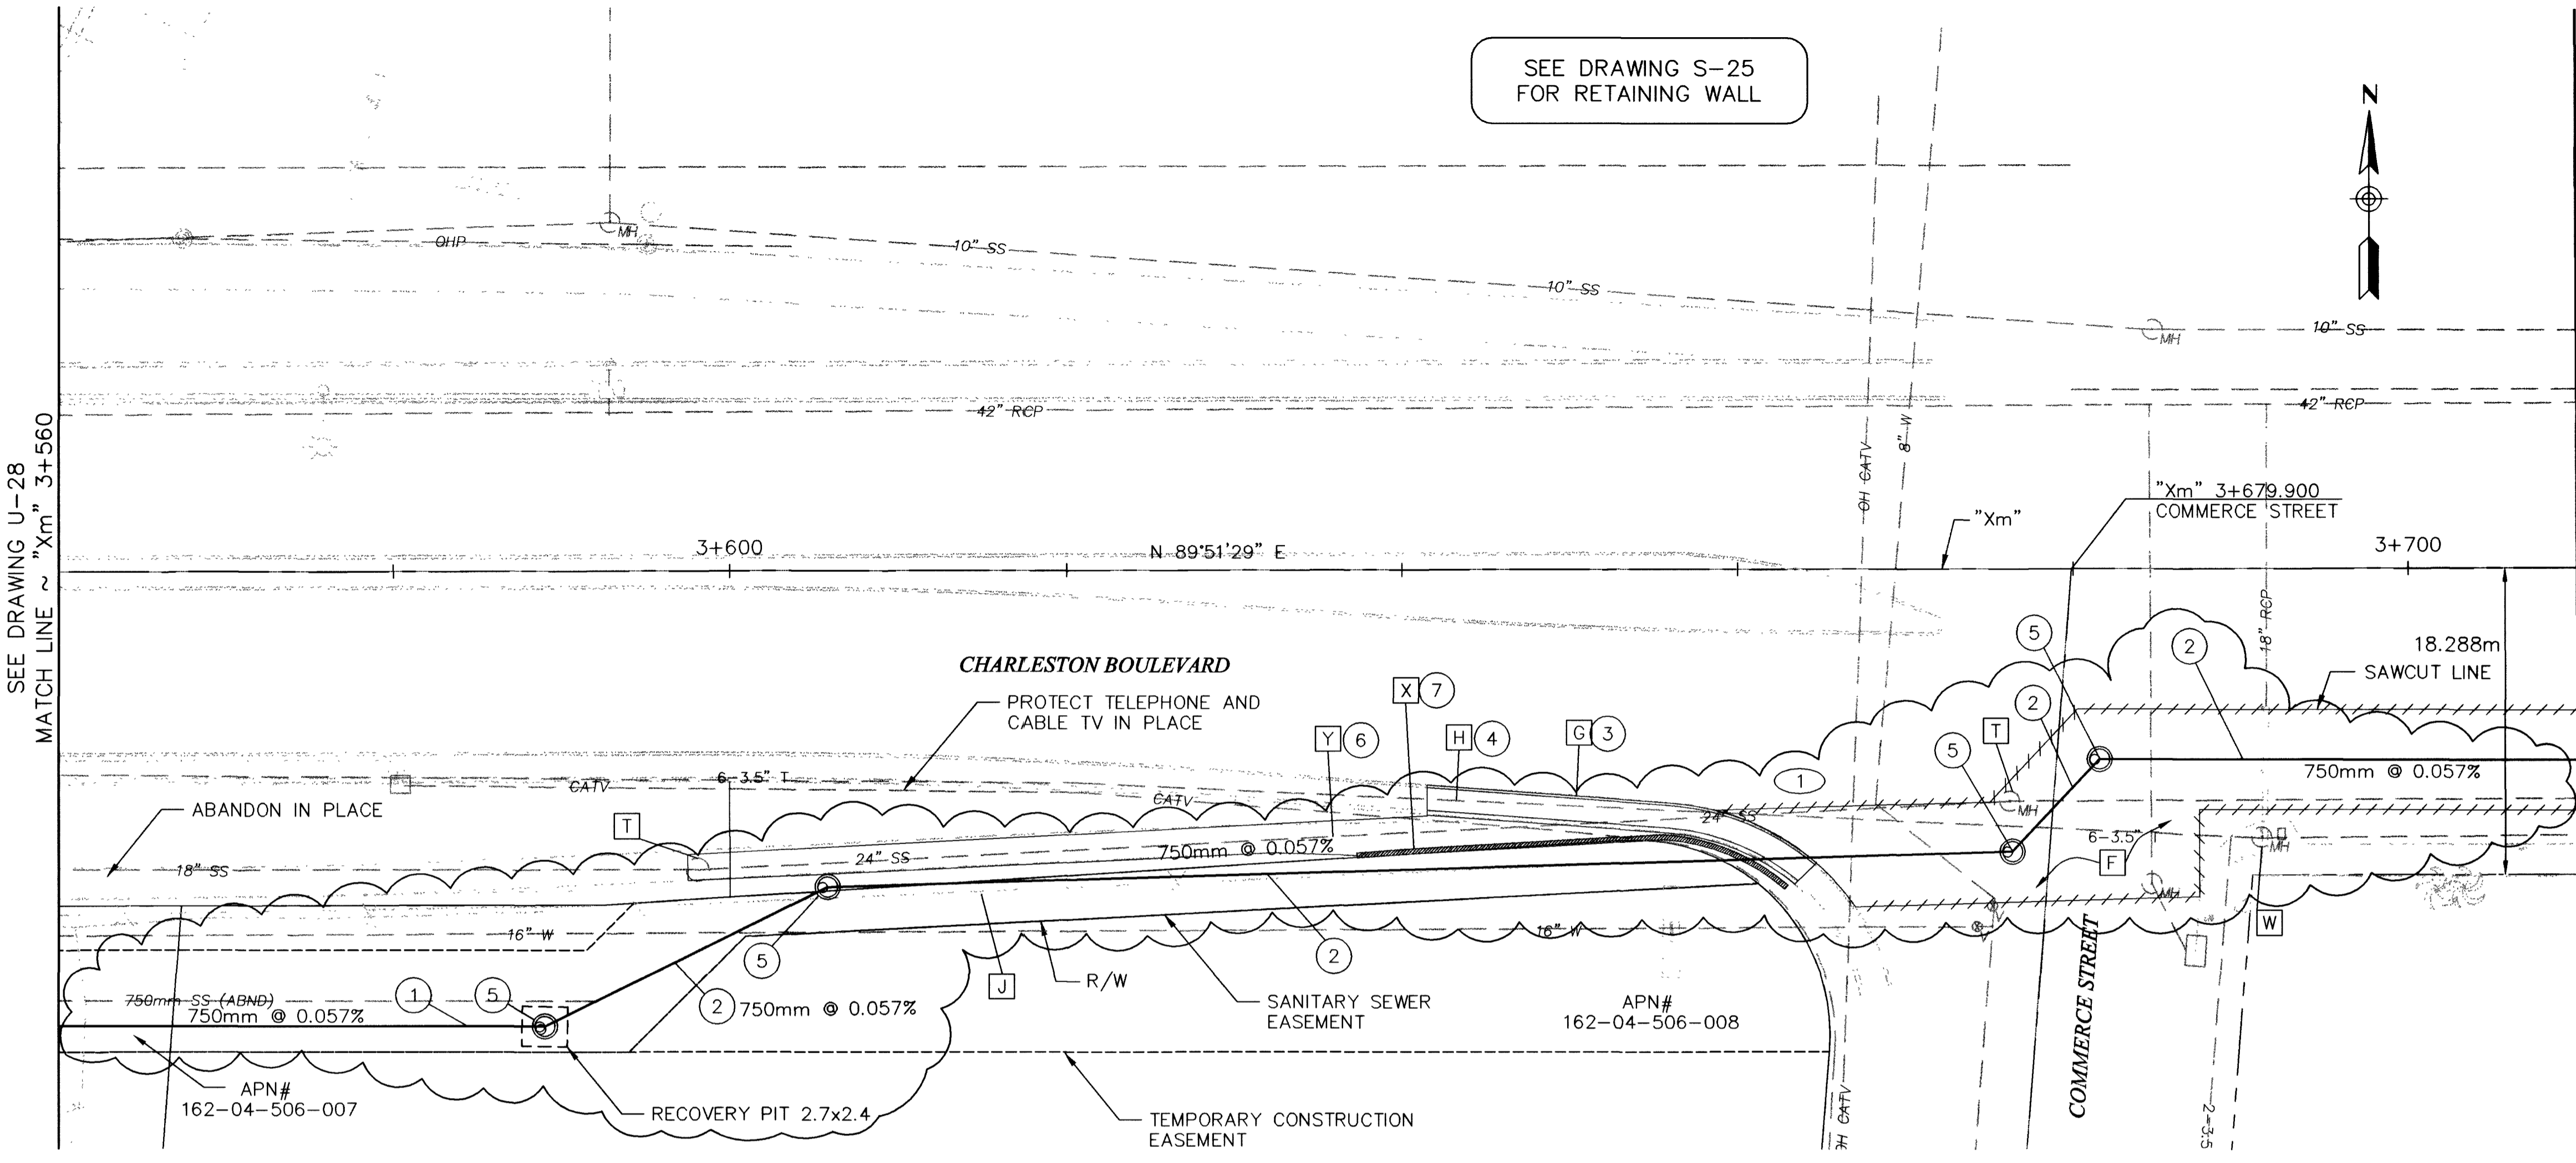 SEE DRAWING S-25
FOR RETAINING WALL
N
MH
OHP
10" SS
10" SS
MH
10" SS
42" RCP
42" RCP
OH CATV
8" W
SEE DRAWING U-28
MATCH LINE ~ "Xm" 3+560
"Xm" 3+679.900
COMMERCE STREET
"Xm"
3+600
N 89°51'29" E
3+700
18" RCP
18.288m
SAWCUT LINE
5
2
2
CHARLESTON BOULEVARD
PROTECT TELEPHONE AND
CABLE TV IN PLACE
X 7
Y 6
H 4
G 3
5
T
1
750mm @ 0.057%
6-3.5" T
CATV
CATV
ABANDON IN PLACE
T
18" SS
24" SS
750mm @ 0.057%
24" SS
MH
6-3.5" T
F
MH
MH
W
16" W
16" W
5
J
R/W
2
750mm SS (ABND)
750mm @ 0.057%
1
5
2
750mm @ 0.057%
SANITARY SEWER
EASEMENT
APN#
162-04-506-008
COMMERCE STREET
APN#
162-04-506-007
RECOVERY PIT 2.7x2.4
TEMPORARY CONSTRUCTION
EASEMENT
OH CATV
2-3.5